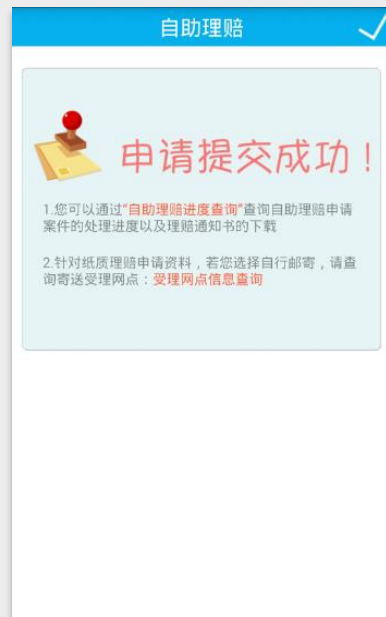 自助理赔
申请提交成功！
1.您可以通过“自助理赔进度查询”查询自助理赔申请
案件的处理进度以及理赔通知书的下载
2.针对纸质理赔申请资料，若您选择自行邮寄，请查
询寄送受理网点：受理网点信息查询